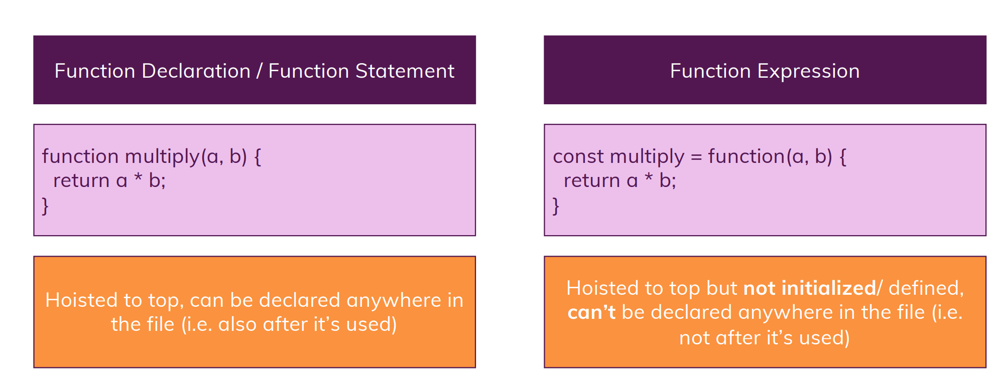 Function Declaration / Function Statement
function multiply(a, b) {
  return a * b;
}
Hoisted to top, can be declared anywhere in
the file (i.e. also after it’s used)
Function Expression
const multiply = function(a, b) {
  return a * b;
}
Hoisted to top but not initialized/ defined,
can’t be declared anywhere in the file (i.e.
not after it’s used)